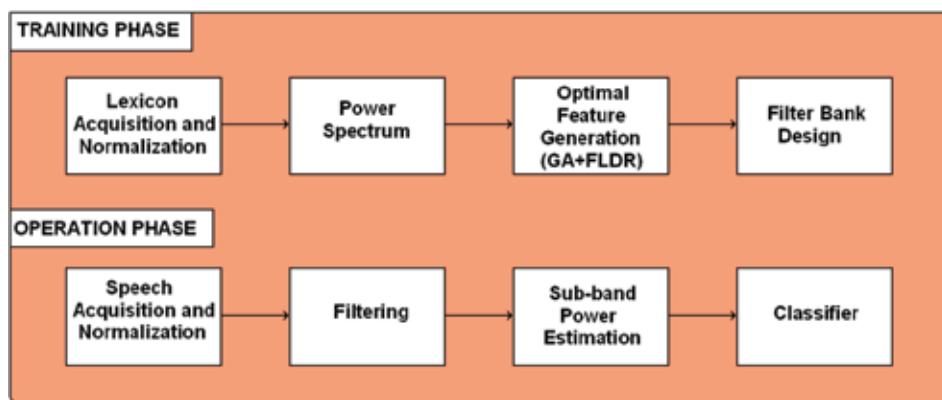 TRAINING PHASE
Lexicon
Acquisition and
Normalization
Power
Spectrum
Optimal
Feature
Generation
(GA+FLDR)
Filter Bank
Design
OPERATION PHASE
Speech
Acquisition and
Normalization
Filtering
Sub-band
Power
Estimation
Classifier